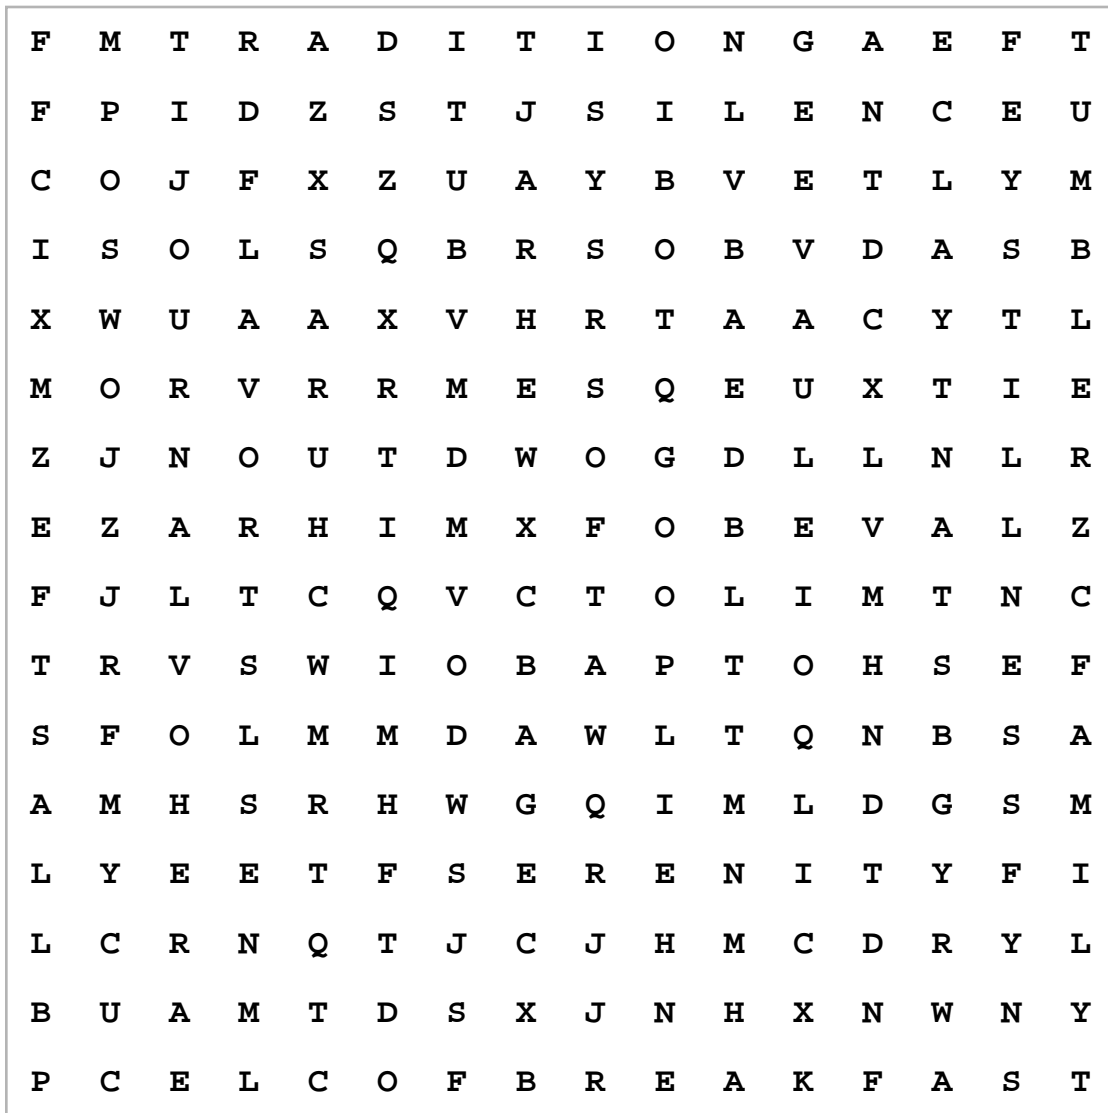 F M T R A D I T I O N G A E F T
F P I D Z S T J S I L E N C E U
C O J F X Z U A Y B V E T L Y M
I S O L S Q B R S O B V D A S B
X W U A A X V H R T A A C Y T L
M O R V R R M E S Q E U X T I E
Z J N O U T D W O G D L L N L R
E Z A R H I M X F O B E V A L Z
F J L T C Q V C T O L I M T N C
T R V S W I O B A P T O H S E F
S F O L M M D A W L T Q N B S A
A M H S R H W G Q I M L D G S M
L Y E E T F S E R E N I T Y F I
L C R N Q T J C J H M C D R Y L
B U A M T D S X J N H X N W N Y
P C E L C O F B R E A K F A S T